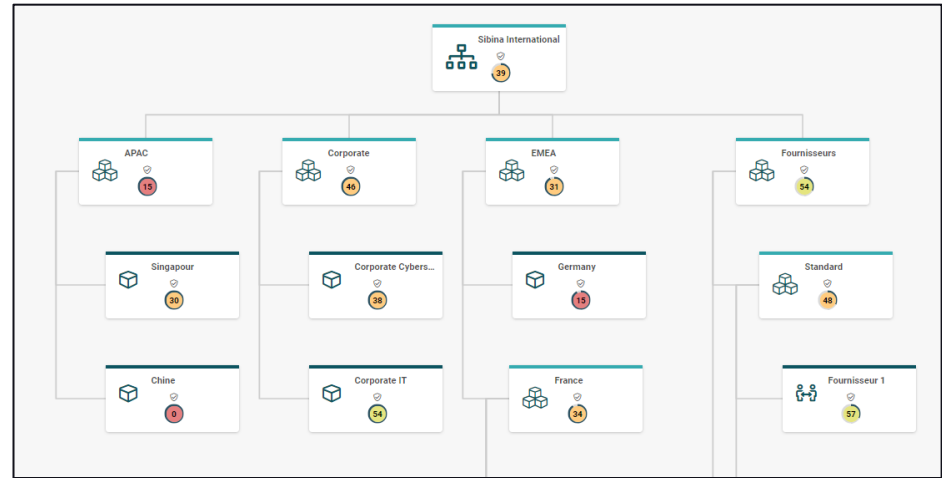 Sibina International
39
APAC
15
Corporate
46
EMEA
31
Fournisseurs
54
Singapour
30
Corporate Cybers...
38
Germany
15
Standard
48
Chine
0
Corporate IT
54
France
34
Fournisseur 1
57